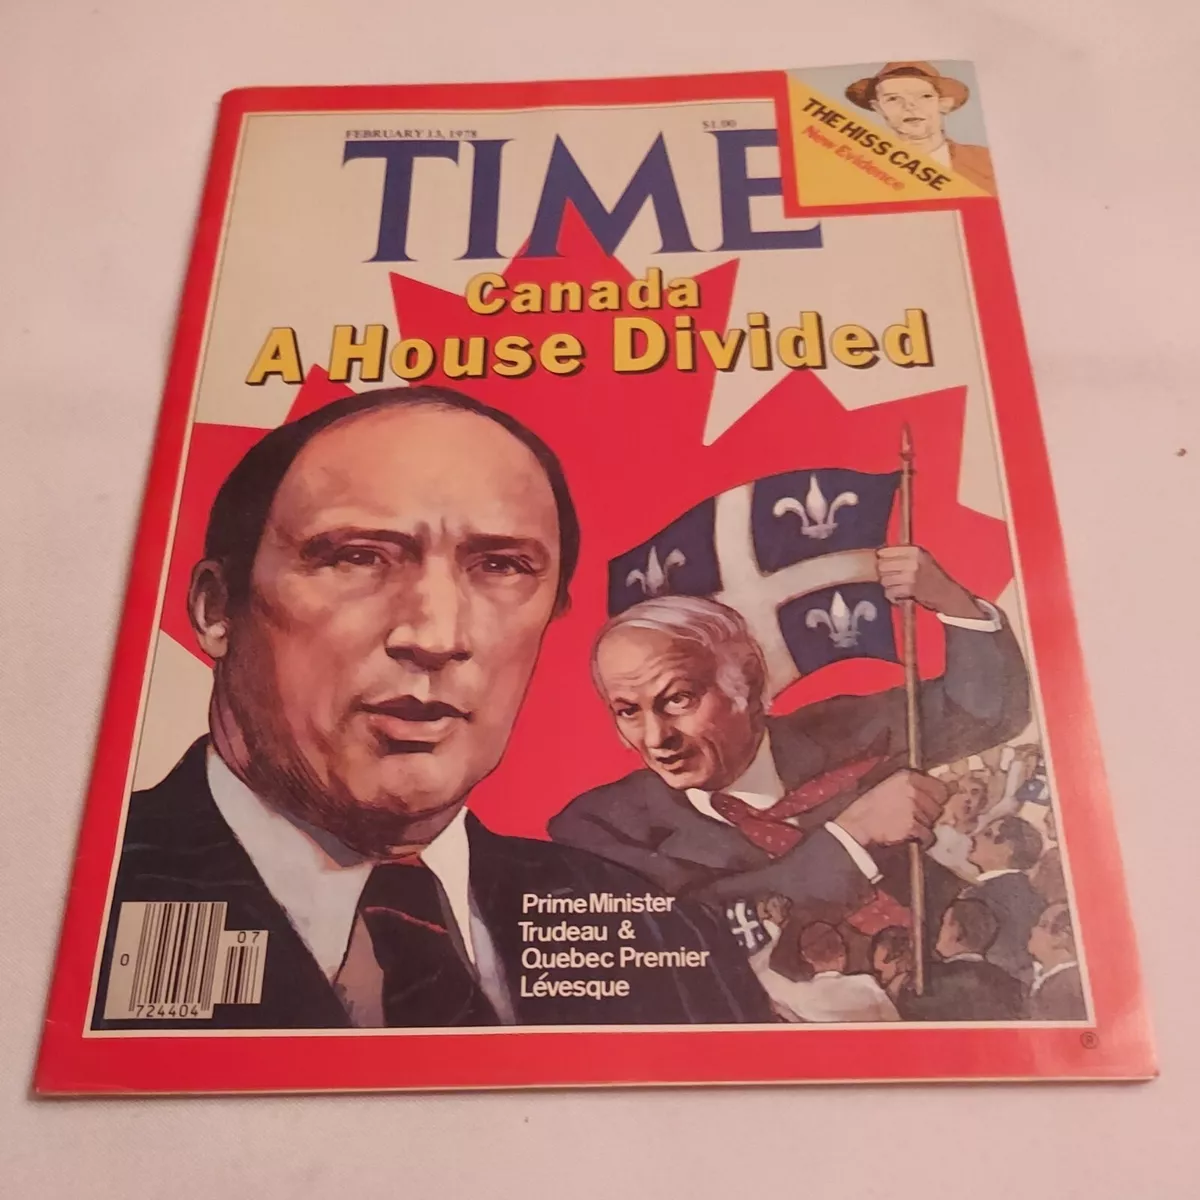 FEBRUARY 13, 1978
$1.00
TIME
THE HISS CASE
New Evidence
Canada
A House Divided
Prime Minister
Trudeau &
Quebec Premier
Lévesque
07
0
724404
®